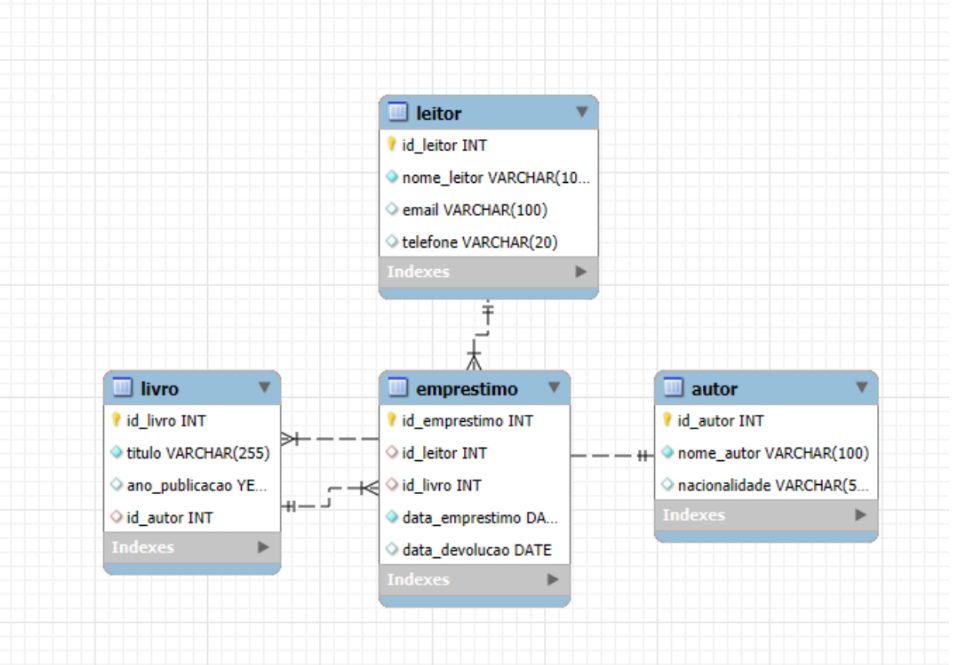 leitor
id_leitor INT
nome_leitor VARCHAR(10...
email VARCHAR(100)
telefone VARCHAR(20)
Indexes
livro
id_livro INT
titulo VARCHAR(255)
ano_publicacao YE...
id_autor INT
Indexes
emprestimo
id_emprestimo INT
id_leitor INT
id_livro INT
data_emprestimo DA...
data_devolucao DATE
Indexes
autor
id_autor INT
nome_autor VARCHAR(100)
nacionalidade VARCHAR(5...
Indexes